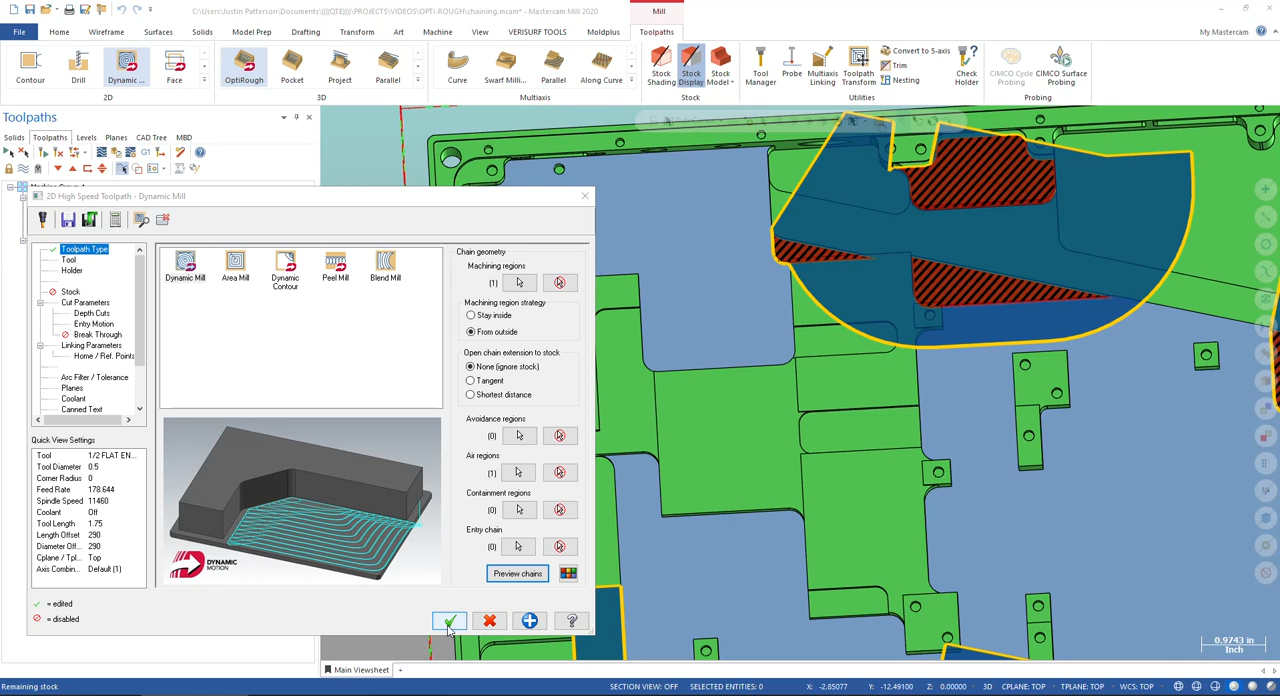 C:\Users\Justin Patterson\Documents\((((QTE))))\PROJECTS\VIDEOS\OPTI-ROUGH\chaining.mcam* - Mastercam Mill 2020
Mill
File Home Wireframe Surfaces Solids Model Prep Drafting Transform Art Machine View VERISURF TOOLS Moldplus Toolpaths My Mastercam
Contour Drill Dynamic ... Face OptiRough Pocket Project Parallel Curve Swarf Milli... Parallel Along Curve Stock Shading Stock Display Stock Model Tool Manager Probe Multiaxis Linking Toolpath Transform Convert to 5-axis Trim Nesting Check Holder CIMCO Cycle Probing CIMCO Surface Probing
2D 3D Multiaxis Stock Utilities Probing
Toolpaths
Solids Toolpaths Levels Planes CAD Tree MBD
G1
2D High Speed Toolpath - Dynamic Mill
Toolpath Type
Tool
Holder
Stock
Cut Parameters
Depth Cuts
Entry Motion
Break Through
Linking Parameters
Home / Ref. Points
Arc Filter / Tolerance
Planes
Coolant
Canned Text
Quick View Settings
Tool 1/2 FLAT EN...
Tool Diameter 0.5
Corner Radius 0
Feed Rate 178.644
Spindle Speed 11460
Coolant Off
Tool Length 1.75
Length Offset 290
Diameter Off... 290
Cplane / Tpl... Top
Axis Combin... Default (1)
= edited
= disabled
Dynamic Mill Area Mill Dynamic Contour Peel Mill Blend Mill
DYNAMIC
MOTION
Chain geometry
Machining regions
(1)
Machining region strategy
Stay inside
From outside
Open chain extension to stock
None (ignore stock)
Tangent
Shortest distance
Avoidance regions
(0)
Air regions
(1)
Containment regions
(0)
Entry chain
(0)
Preview chains
0.9743 in
Inch
Main Viewsheet +
Remaining stock SECTION VIEW: OFF SELECTED ENTITIES: 0 X: -2.85077 Y: -12.49100 Z: 0.00000 3D CPLANE: TOP TPLANE: TOP WCS: TOP